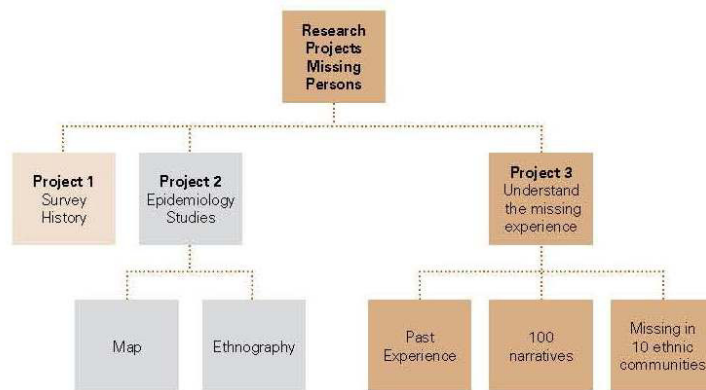 Research
Projects
Missing
Persons
Project 1
Survey
History
Project 2
Epidemiology
Studies
Project 3
Understand
the missing
experience
Map
Ethnography
Past
Experience
100
narratives
Missing in
10 ethnic
communities